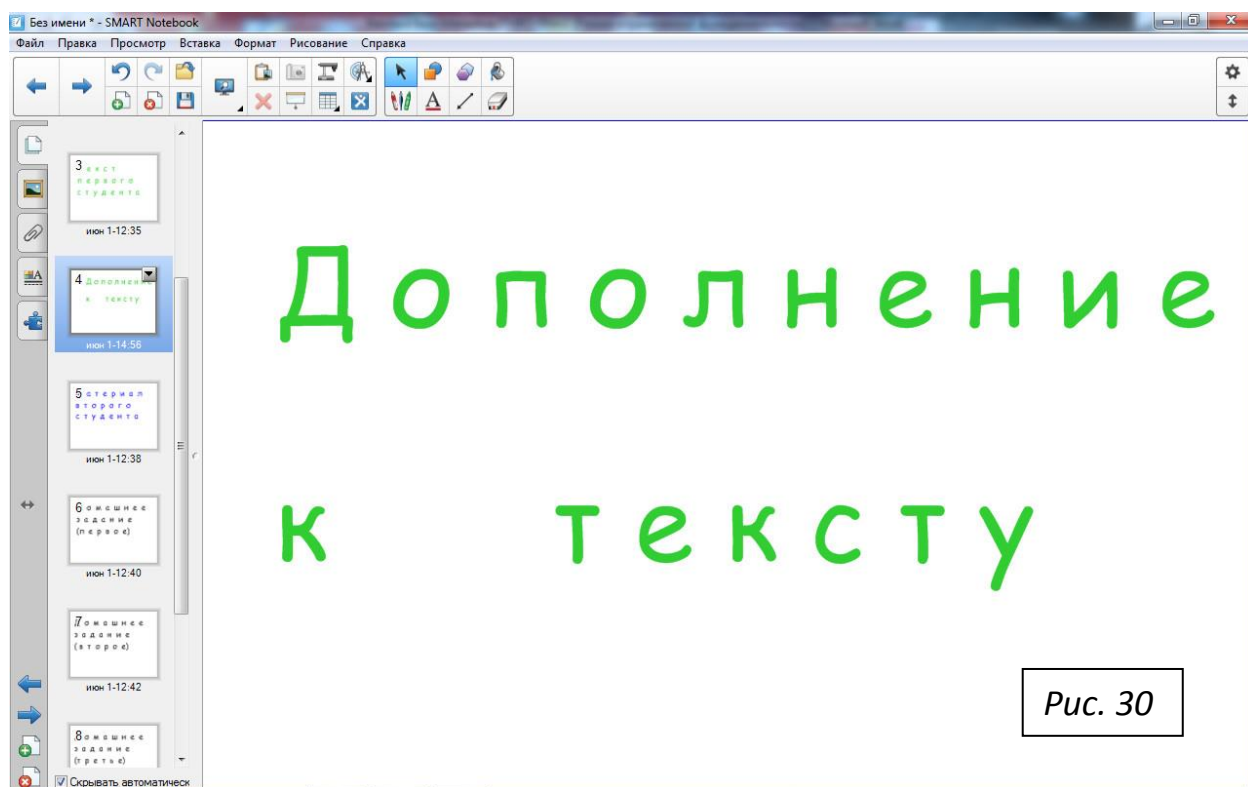 Без имени * - SMART Notebook
Файл Правка Просмотр Вставка Формат Рисование Справка
3 екст
первого
студента
июн 1-12:35
4 Дополнение
к тексту
июн 1-14:56
5 атериал
второго
студента
июн 1-12:38
6 омашнее
задание
(первое)
июн 1-12:40
7 омашнее
задание
(второе)
июн 1-12:42
8 омашнее
задание
(третье)
Скрывать автоматическ
Дополнение
к тексту
Рис. 30